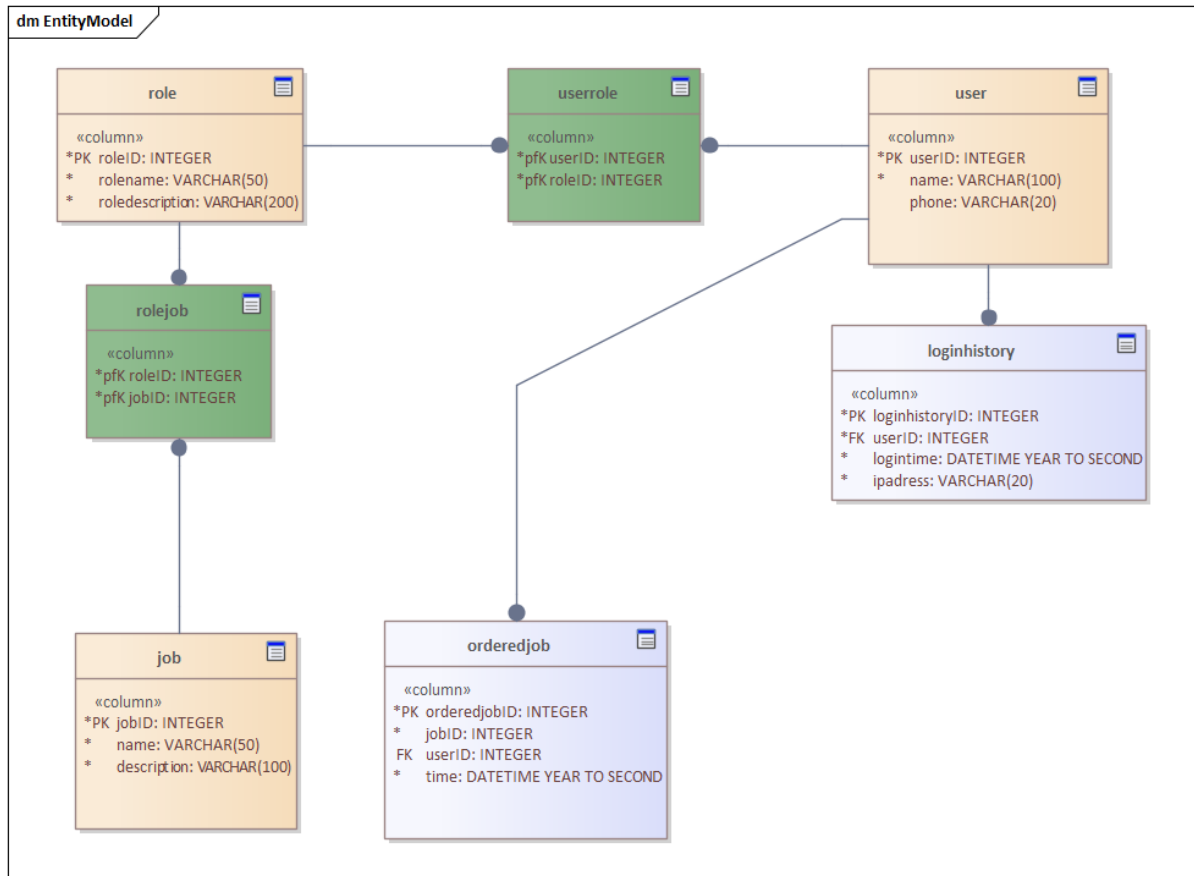 dm EntityModel
role
«column»
*PK roleID: INTEGER
* rolename: VARCHAR(50)
* roledescription: VARCHAR(200)
userrole
«column»
*pfK userID: INTEGER
*pfK roleID: INTEGER
user
«column»
*PK userID: INTEGER
* name: VARCHAR(100)
phone: VARCHAR(20)
rolejob
«column»
*pfK roleID: INTEGER
*pfK jobID: INTEGER
loginhistory
«column»
*PK loginhistoryID: INTEGER
*FK userID: INTEGER
* logintime: DATETIME YEAR TO SECOND
* ipadress: VARCHAR(20)
job
«column»
*PK jobID: INTEGER
* name: VARCHAR(50)
* description: VARCHAR(100)
orderedjob
«column»
*PK orderedjobID: INTEGER
* jobID: INTEGER
FK userID: INTEGER
* time: DATETIME YEAR TO SECOND